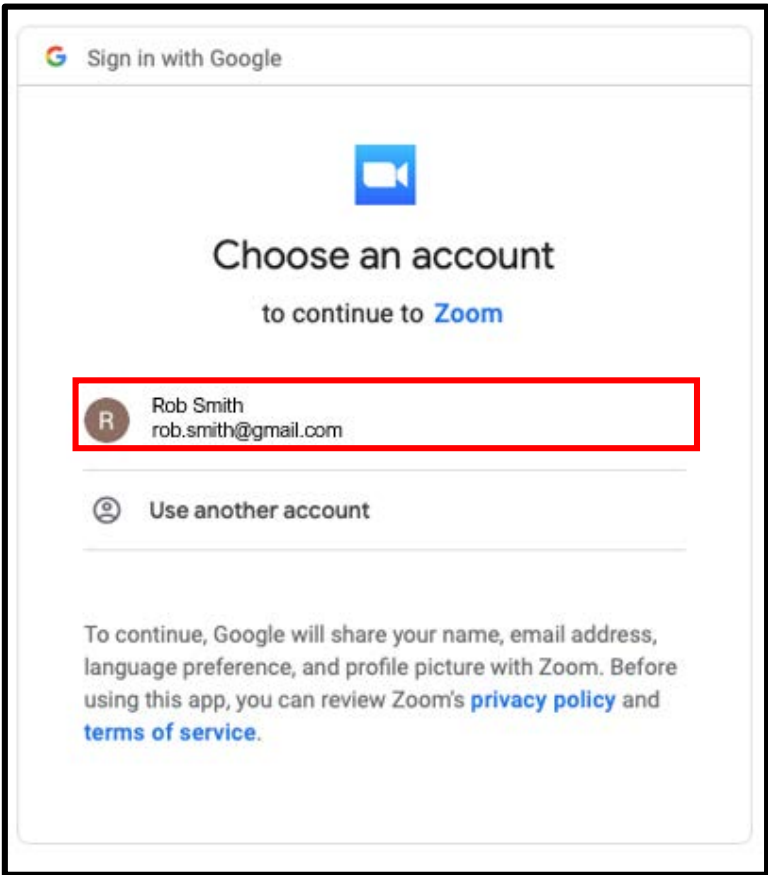 Sign in with Google
Choose an account
to continue to Zoom
R
Rob Smith
rob.smith@gmail.com
Use another account
To continue, Google will share your name, email address,
language preference, and profile picture with Zoom. Before
using this app, you can review Zoom's privacy policy and
terms of service.